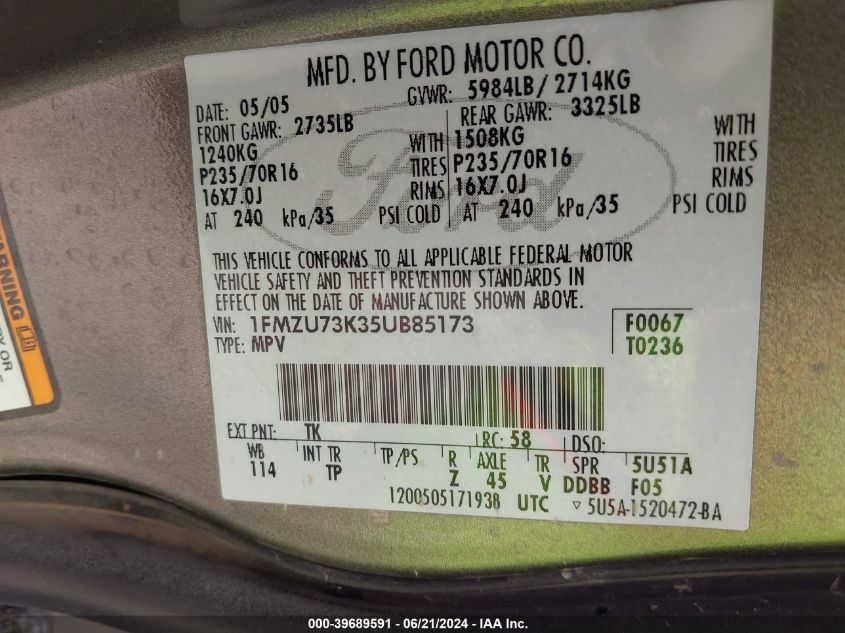 MFD. BY FORD MOTOR CO.
DATE: 05/05 GVWR: 5984LB / 2714KG
FRONT GAWR: 2735LB REAR GAWR: 3325LB
1240KG WITH 1508KG WITH
P235/70R16 TIRES P235/70R16 TIRES
16X7.0J RIMS 16X7.0J RIMS
AT 240 kPa/35 PSI COLD AT 240 kPa/35 PSI COLD
Ford
THIS VEHICLE CONFORMS TO ALL APPLICABLE FEDERAL MOTOR
VEHICLE SAFETY AND THEFT PREVENTION STANDARDS IN
EFFECT ON THE DATE OF MANUFACTURE SHOWN ABOVE.
VIN: 1FMZU73K35UB85173 F0067
TYPE: MPV T0236
EXT PNT: TK RC: 58 DSO:
WB INT TR TP/PS R AXLE TR SPR 5U51A
114 TP Z 45 V DDBB F05
1200505171938 UTC ▽ 5U5A-1520472-BA
WARNING
BY OR
000-39689591 - 06/21/2024 - IAA Inc.